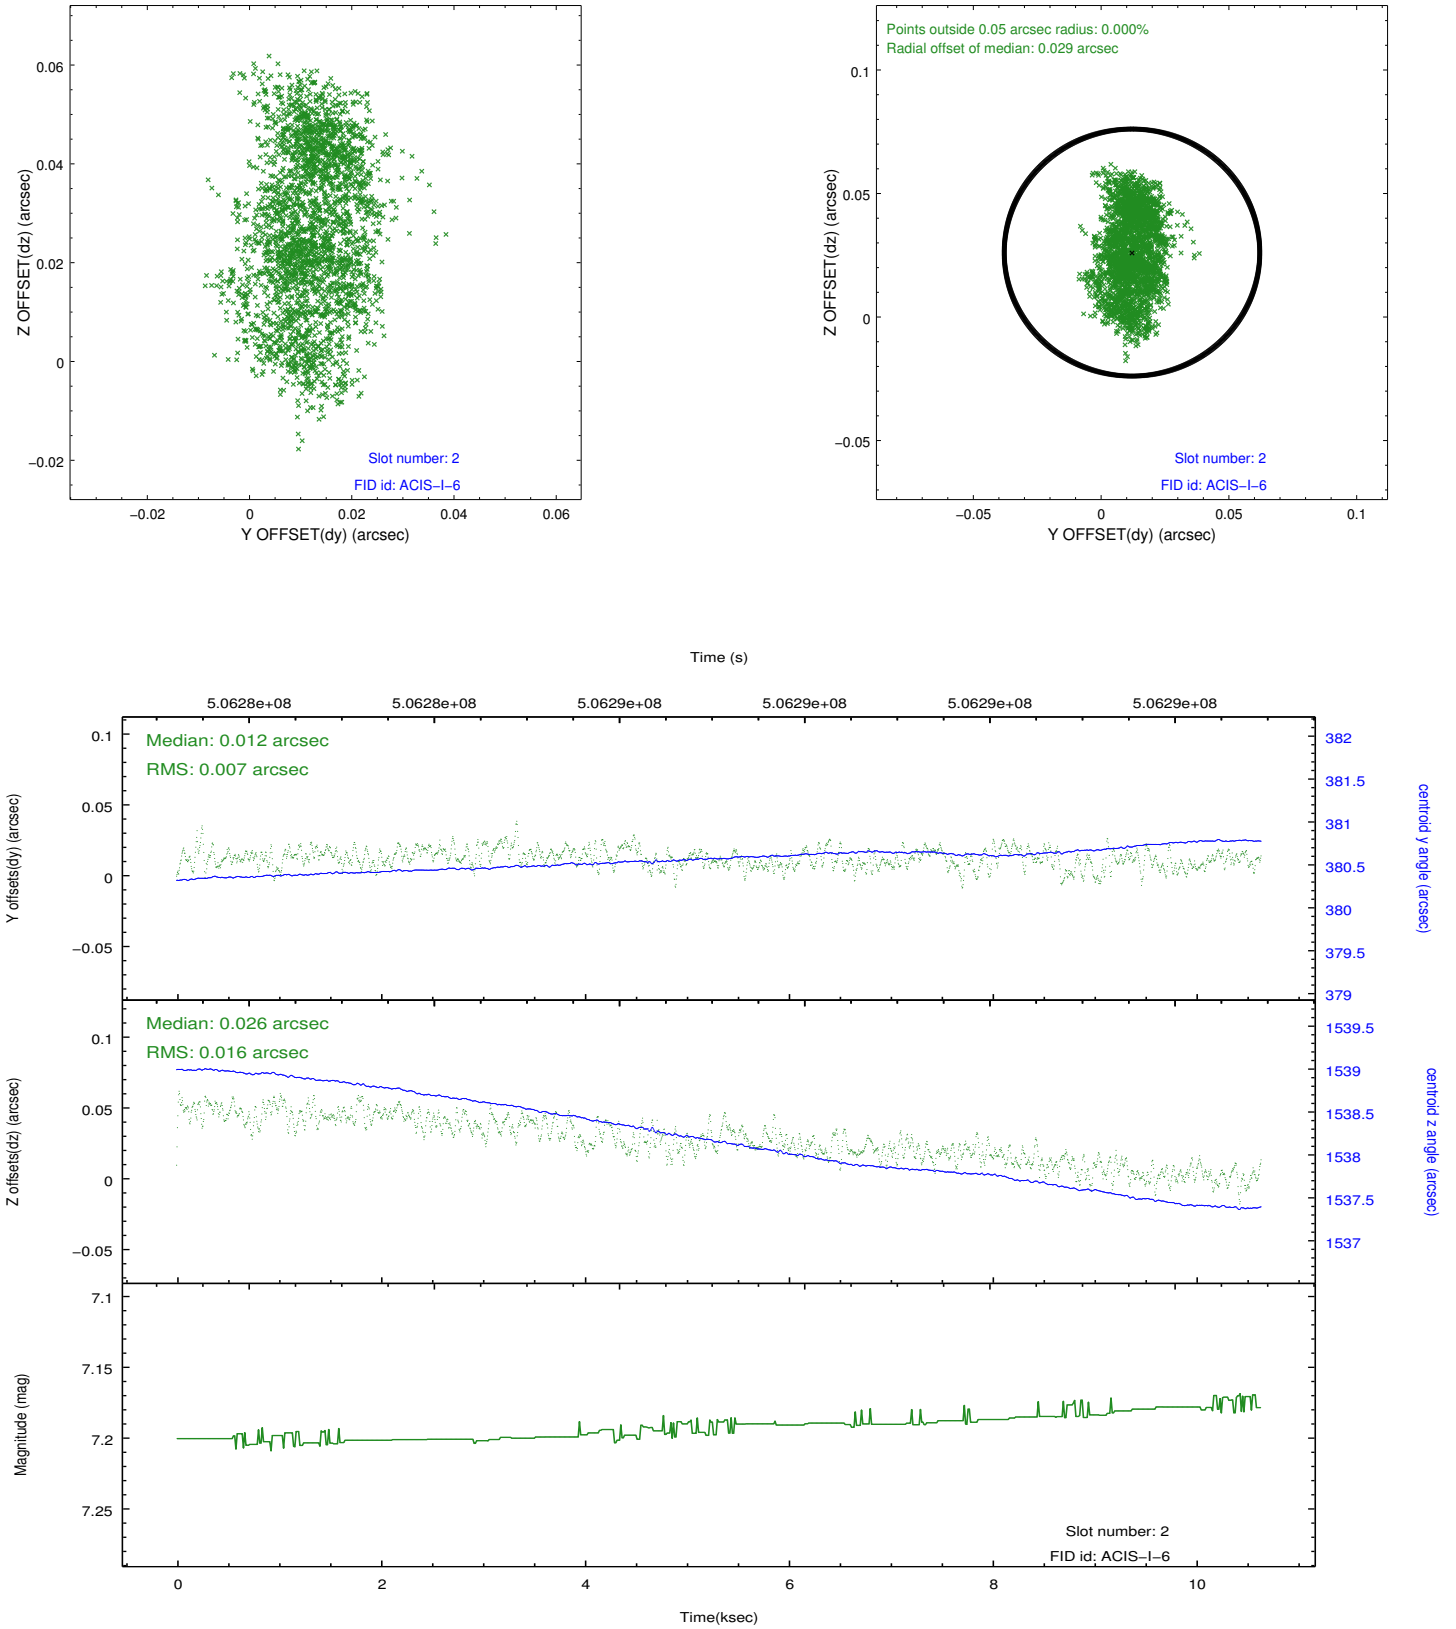 0.06
0.04
0.02
0
−0.02
Z OFFSET(dz) (arcsec)
Slot number: 2
FID id: ACIS−I−6
−0.02 0 0.02 0.04 0.06
Y OFFSET(dy) (arcsec)
Points outside 0.05 arcsec radius: 0.000%
Radial offset of median: 0.029 arcsec
0.1
0.05
0
−0.05
Z OFFSET(dz) (arcsec)
Slot number: 2
FID id: ACIS−I−6
−0.05 0 0.05 0.1
Y OFFSET(dy) (arcsec)
Time (s)
5.0628e+08 5.0628e+08 5.0629e+08 5.0629e+08 5.0629e+08 5.0629e+08
Median: 0.012 arcsec
RMS: 0.007 arcsec
0.1
0.05
0
−0.05
Y offsets(dy) (arcsec)
382
381.5
381
380.5
380
379.5
379
centroid y angle (arcsec)
Median: 0.026 arcsec
RMS: 0.016 arcsec
0.1
0.05
0
−0.05
Z offsets(dz) (arcsec)
1539.5
1539
1538.5
1538
1537.5
1537
centroid z angle (arcsec)
7.1
7.15
7.2
7.25
Magnitude (mag)
Slot number: 2
FID id: ACIS−I−6
0 2 4 6 8 10
Time(ksec)